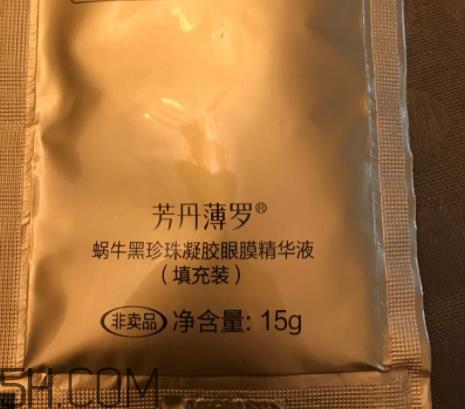 芳丹薄罗®
蜗牛黑珍珠凝胶眼膜精华液
（填充装）
非卖品 净含量: 15g
5H.COM